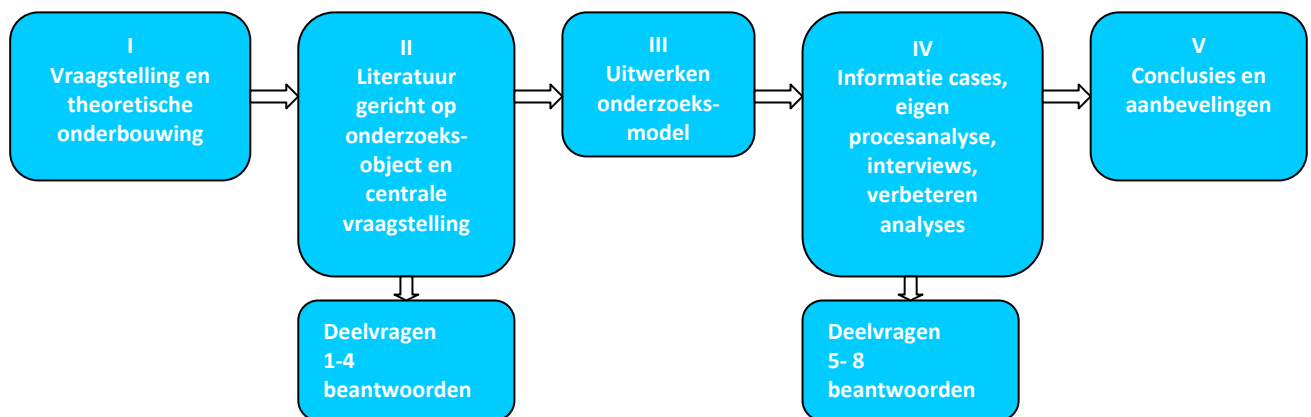 I
Vraagstelling en
theoretische
onderbouwing
II
Literatuur
gericht op
onderzoeks-
object en
centrale
vraagstelling
III
Uitwerken
onderzoeks-
model
IV
Informatie cases,
eigen
procesanalyse,
interviews,
verbeteren
analyses
V
Conclusies en
aanbevelingen
Deelvragen
1-4
beantwoorden
Deelvragen
5- 8
beantwoorden